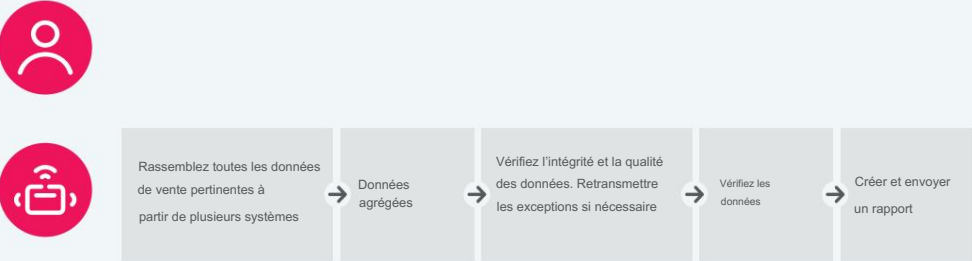 Rassemblez toutes les données
de vente pertinentes à
partir de plusieurs systèmes
Données
agrégées
Vérifiez l’intégrité et la qualité
des données. Retransmettre
les exceptions si nécessaire
Vérifiez les
données
Créer et envoyer
un rapport